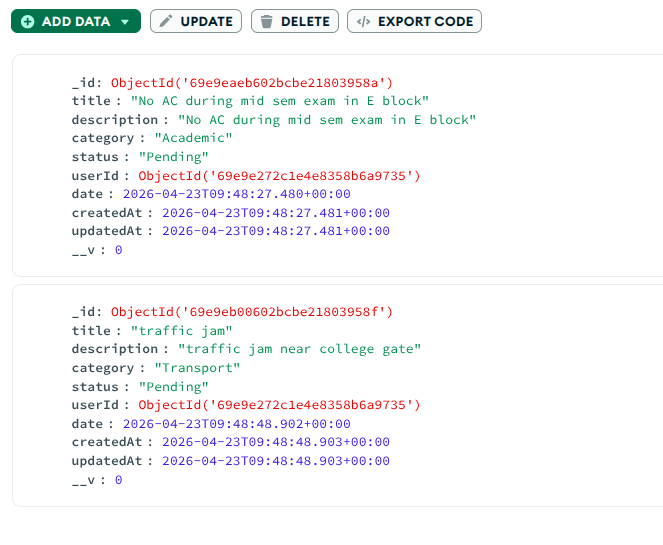 ADD DATA
UPDATE
DELETE
EXPORT CODE
_id: ObjectId('69e9eaeb602bcbe21803958a')
title : "No AC during mid sem exam in E block"
description : "No AC during mid sem exam in E block"
category : "Academic"
status : "Pending"
userId : ObjectId('69e9e272c1e4e8358b6a9735')
date : 2026-04-23T09:48:27.480+00:00
createdAt : 2026-04-23T09:48:27.481+00:00
updatedAt : 2026-04-23T09:48:27.481+00:00
__v : 0
_id: ObjectId('69e9eb00602bcbe21803958f')
title : "traffic jam"
description : "traffic jam near college gate"
category : "Transport"
status : "Pending"
userId : ObjectId('69e9e272c1e4e8358b6a9735')
date : 2026-04-23T09:48:48.902+00:00
createdAt : 2026-04-23T09:48:48.903+00:00
updatedAt : 2026-04-23T09:48:48.903+00:00
__v : 0